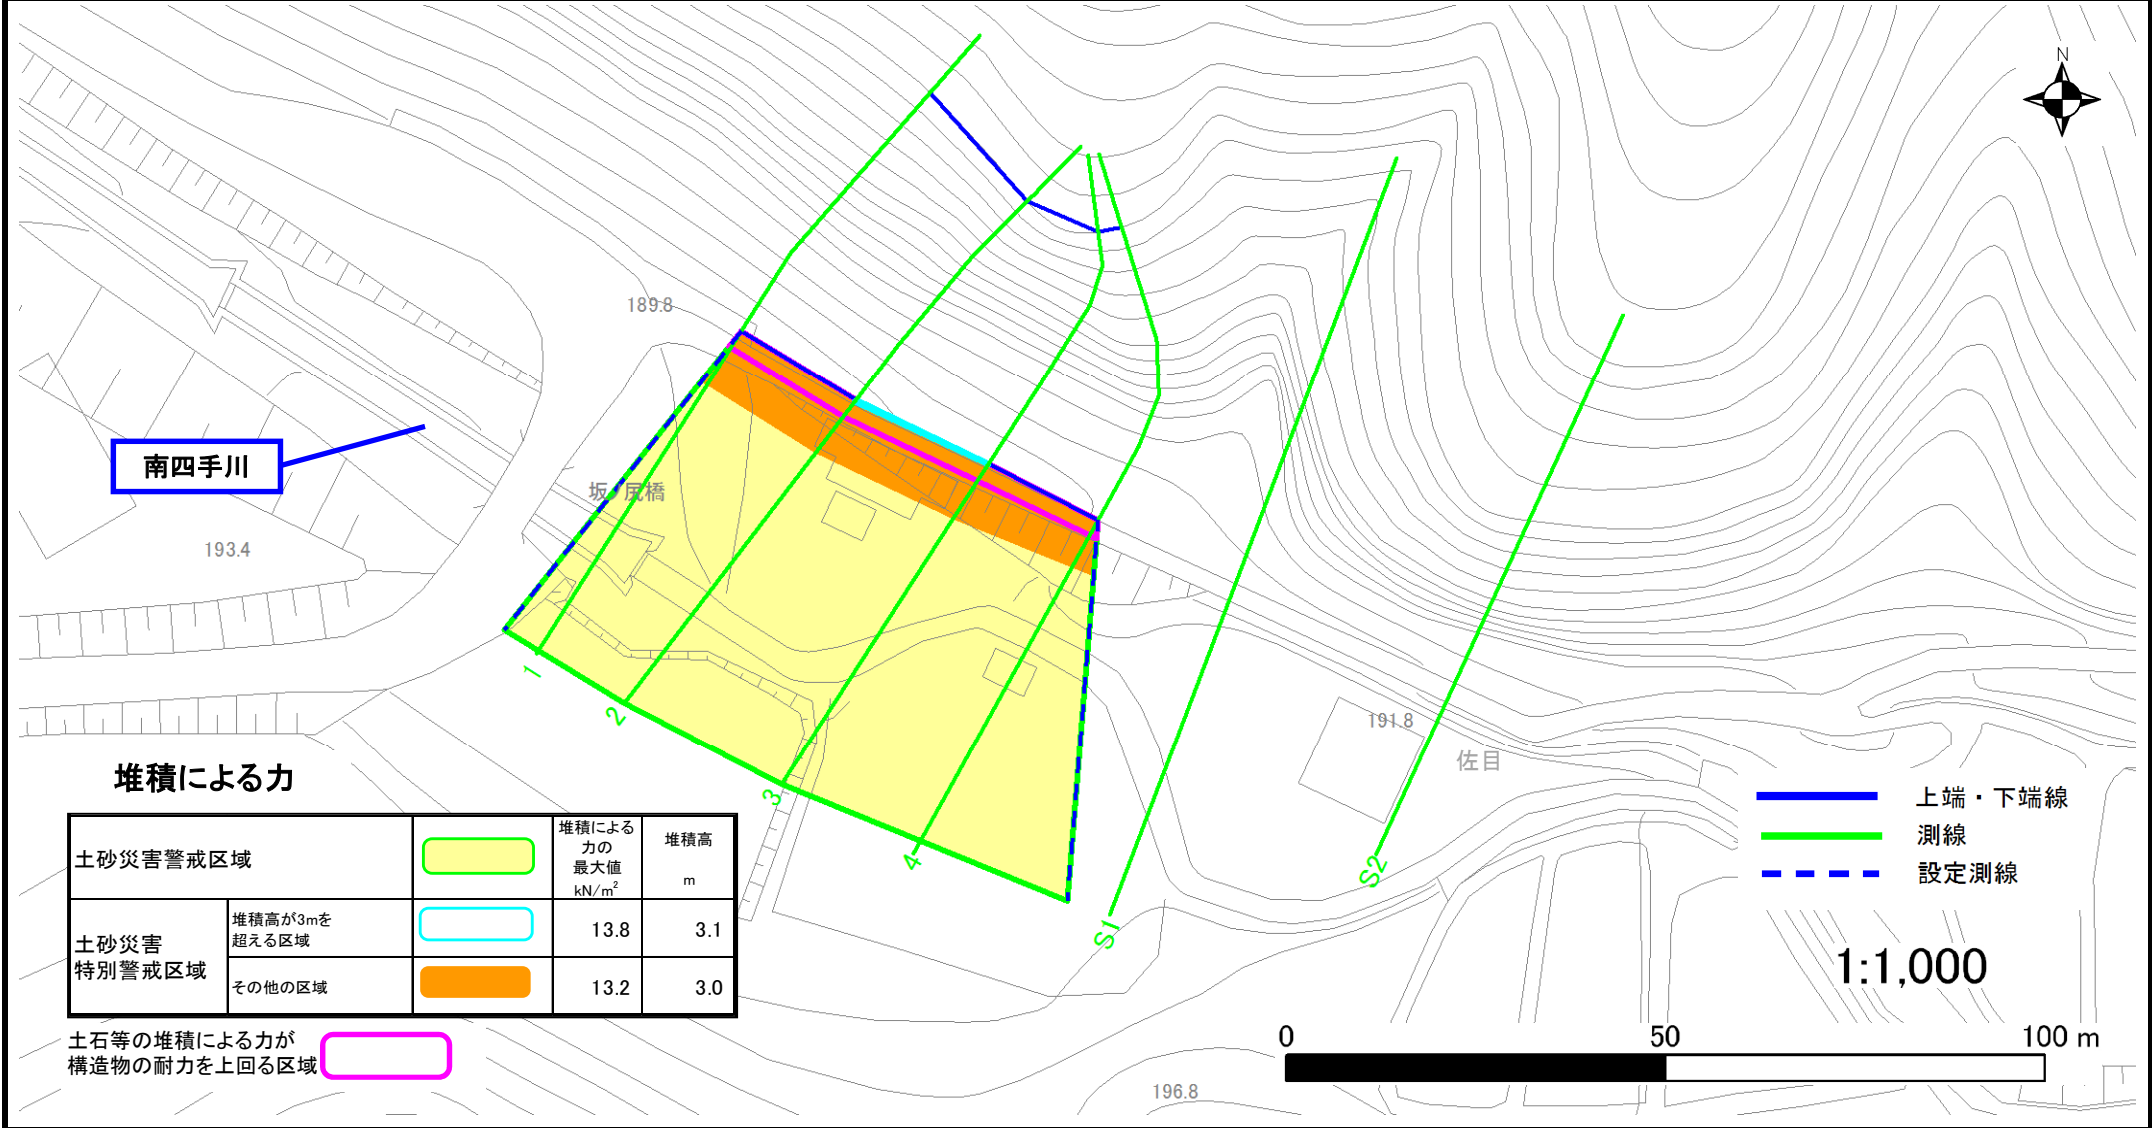 N
189.8
南四手川
坂ノ尻橋
193.4
1
2
3
4
S1
S2
191.8
佐目
堆積による力
土砂災害警戒区域
堆積による
力の
最大値
kN/m²
堆積高
m
土砂災害
特別警戒区域
堆積高が3mを
超える区域
13.8
3.1
その他の区域
13.2
3.0
土石等の堆積による力が
構造物の耐力を上回る区域
上端・下端線
測線
設定測線
1:1,000
0 50 100 m
196.8